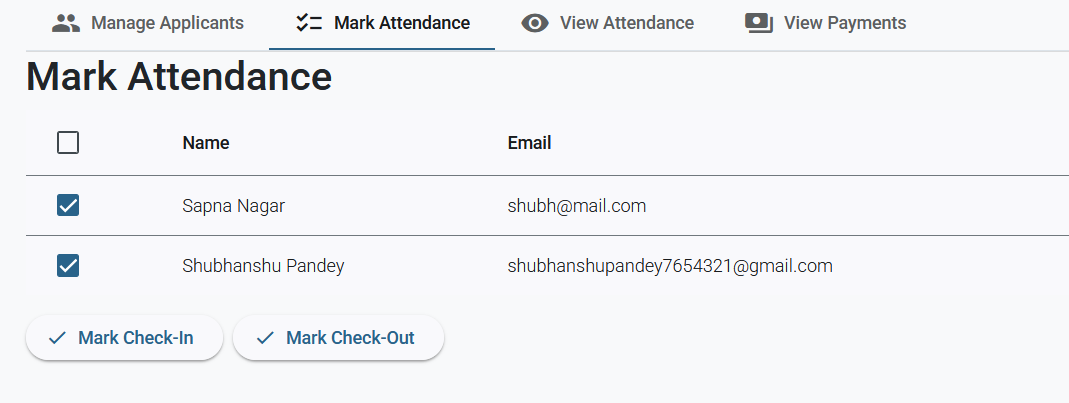 Manage Applicants Mark Attendance View Attendance View Payments
Mark Attendance
Name Email
Sapna Nagar shubh@mail.com
Shubhanshu Pandey shubhanshupandey7654321@gmail.com
Mark Check-In Mark Check-Out